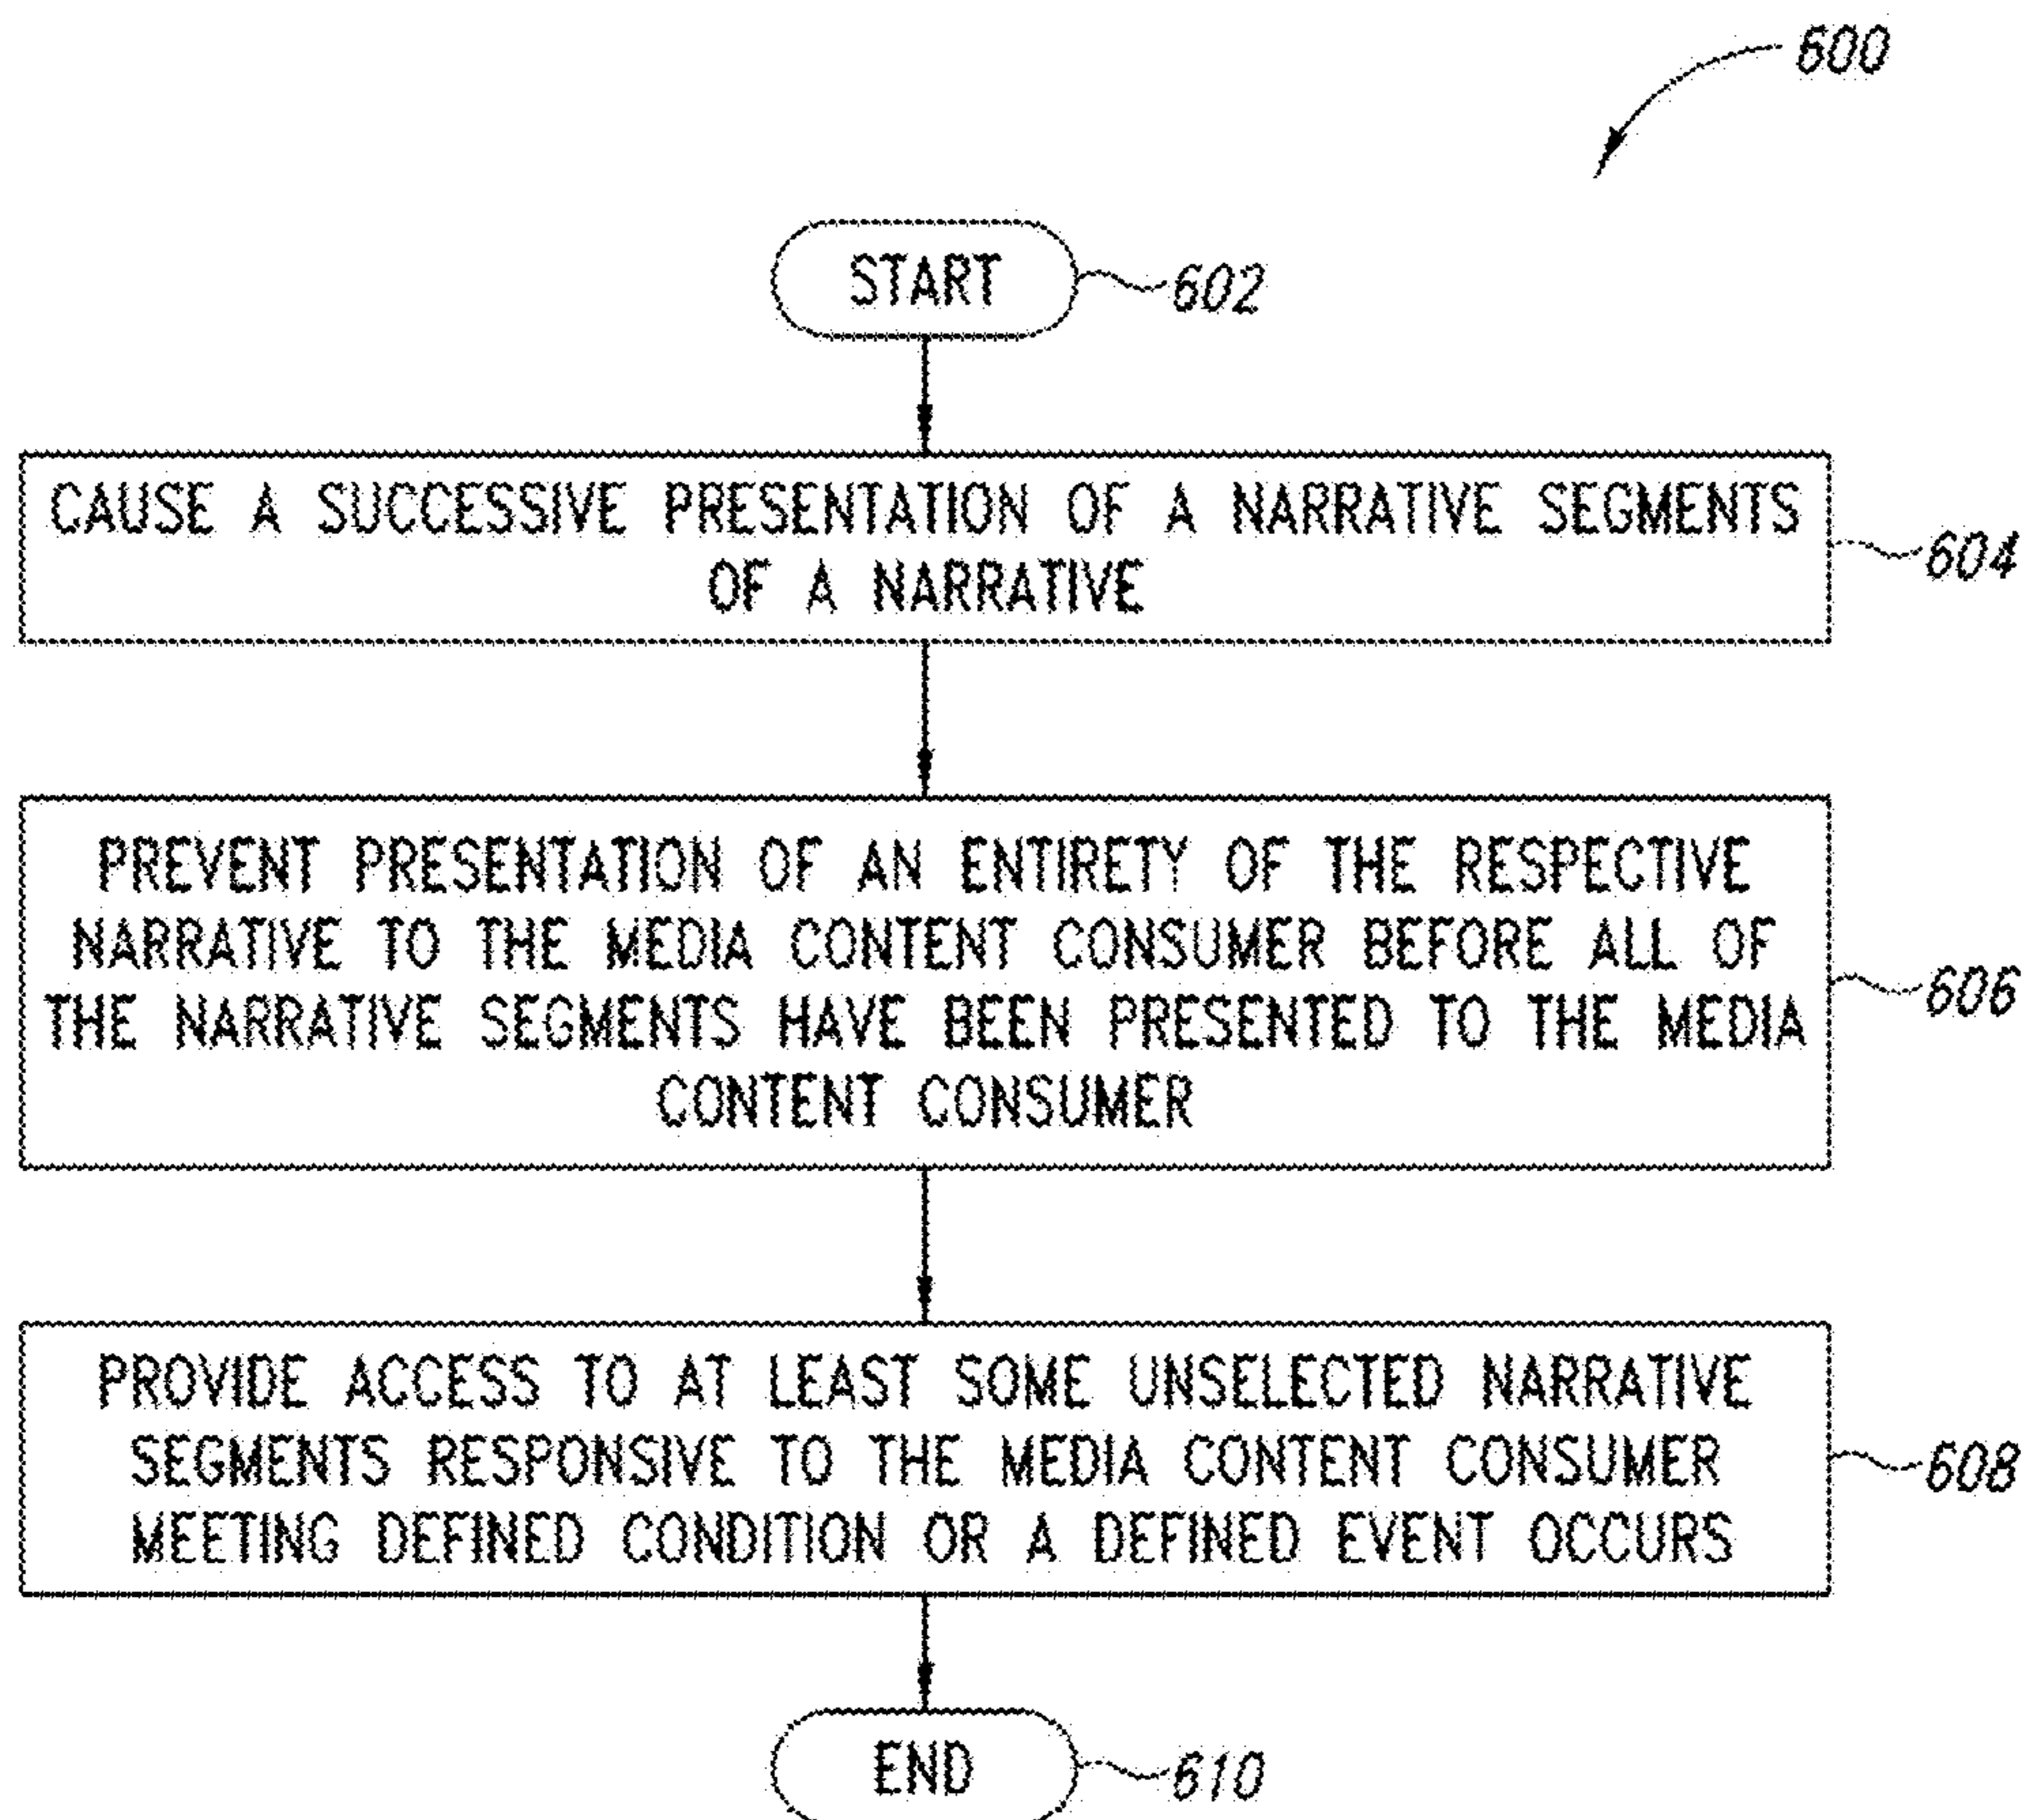 600
START
602
CAUSE A SUCCESSIVE PRESENTATION OF A NARRATIVE SEGMENTS
OF A NARRATIVE
604
PREVENT PRESENTATION OF AN ENTIRETY OF THE RESPECTIVE
NARRATIVE TO THE MEDIA CONTENT CONSUMER BEFORE ALL OF
THE NARRATIVE SEGMENTS HAVE BEEN PRESENTED TO THE MEDIA
CONTENT CONSUMER
606
PROVIDE ACCESS TO AT LEAST SOME UNSELECTED NARRATIVE
SEGMENTS RESPONSIVE TO THE MEDIA CONTENT CONSUMER
MEETING DEFINED CONDITION OR A DEFINED EVENT OCCURS
608
END
610